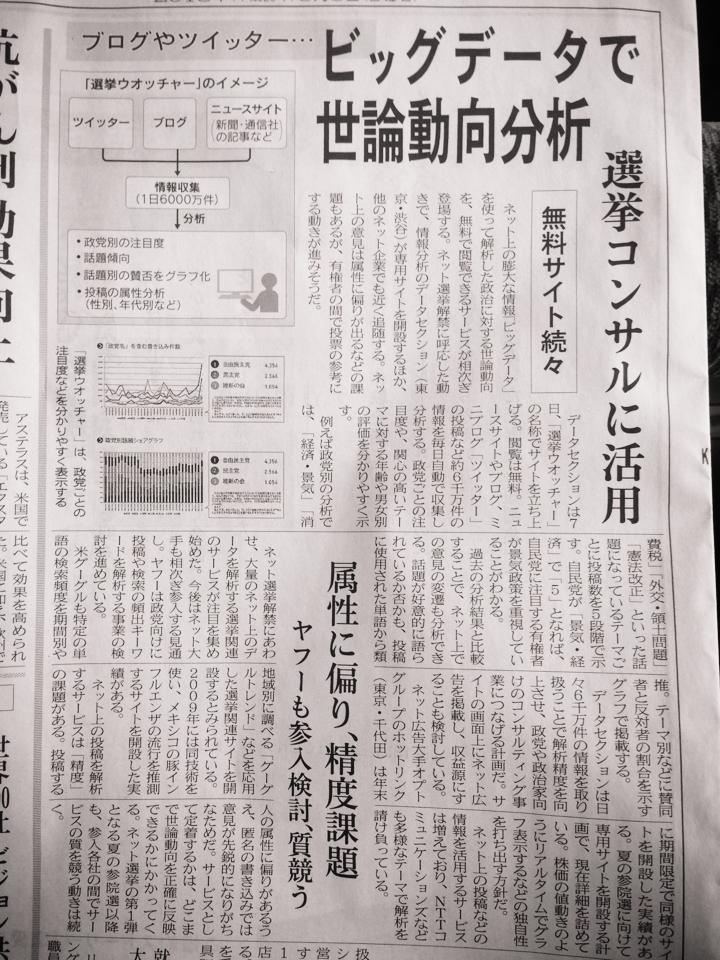 ブログやツイッター…
ビッグデータで
世論動向分析
選挙コンサルに活用
無料サイト続々
「選挙ウオッチャー」のイメージ
ツイッター
ブログ
ニュースサイト
(新聞・通信社
の記事など)
情報収集
(1日6000万件)
分析
•政党別の注目度
•話題傾向
•話題別の賛否をグラフ化
•投稿の属性分析
(性別、年代別など)
「政党名」を含む書き込み件数
1 自由民主党 4,354
2 民主党 2,566
3 維新の会 1,054
政党別話題シェアグラフ
1 自由民主党 4,356
2 民主党 2,566
3 維新の会 1,054
「選挙ウオッチャー」は、政党ごとの
注目度などを分かりやすく表示する
ネット上の膨大な情報「ビッグデータ」
を使って解析した政治に対する世論動向
を、無料で閲覧できるサービスが相次ぎ
登場する。ネット選挙解禁に呼応した動
きで、情報分析のデータセクション(東
京・渋谷)が専用サイトを開設するほか、
他のネット企業でも近く追随する。ネッ
ト上の意見は属性に偏りが出るなどの課
題もあるが、有権者の間で投票の参考に
する動きが進みそうだ。
データセクションは7
日、「選挙ウオッチャー」
の名称でサイトを立ち上
げる。閲覧は無料。ニュ
ースサイトやブログ、ミ
ニブログ「ツイッター」
の投稿など約6千万件の
情報を毎日自動で収集し
分析する。政党ごとの注
目度や、関心の高いテー
マに対する年齢や男女別
の評価を分かりやすく示
す。
例えば政党別の分析で
は、「経済・景気」「消
費税」「外交・領土問題」
「憲法改正」といった話
題になっているテーマご
とに投稿数を5段階で示
す。自民党が「景気・経
済」で「5」となれば、
自民党に注目する有権者
が景気政策を重視してい
ることがわかる。
過去の分析結果と比較
することで、ネット上で
の意見の変遷も分析でき
る。話題が好意的に語ら
れているか否かも、投稿
に使用された単語から類
推。テーマ別などに賛同
者と反対者の割合を示す
グラフで掲載する。
データセクションは日
々6千万件の情報を取り
扱うことで解析精度を向
上させ、政党や政治家向
けのコンサルティング事
業につなげる計画だ。サ
イトの画面上にネット広
告を掲載し、収益源にす
ることも検討している。
ネット広告大手オプト
グループのホットリンク
(東京・千代田)は年末
に期間限定で同様のサイ
トを開設した実績があ
る。夏の参院選に向けて
専用サイトを開設する計
画で、現在詳細を詰めて
いる。株価の値動きのよ
うにリアルタイムでグラ
フ表示するなどの独自性
を打ち出す方針だ。
ネット上の投稿などの
情報を活用するサービス
は増えており、NTTコ
ミュニケーションズなど
も多様なテーマで解析を
請け負っている。
属性に偏り、精度課題
ヤフーも参入検討、質競う
ネット選挙解禁にあわ
せ、大量のネット上のデ
ータを解析する選挙関連
のサービスが注目を集め
始めた。今後はネット大
手も相次ぎ参入する見通
し。ヤフーは政党向けに
投稿や検索の頻出キーワ
ードを解析する事業の検
討を進めている。
米グーグルも特定の単
語の検索頻度を期間別や
地域別に調べる「グーグ
ルトレンド」などを応用
した選挙関連サイトを開
設するとみられている。
2009年には同技術を
使い、メキシコの豚イン
フルエンザの流行を推測
するサイトを開設した実
績がある。
ネット上の投稿を解析
するサービスは「精度」
の課題がある。投稿する
人の属性に偏りがあるう
え、匿名の書き込みでは
意見が先鋭的になりがち
なためだ。サービスとし
て定着するかは、どこま
で世論動向を正確に反映
できるかにかかってく
る。ネット選挙の第1弾
となる夏の参院選以降
も、参入各社の間でサー
ビスの質を競う動きは続
く。
アステラスは、米国で